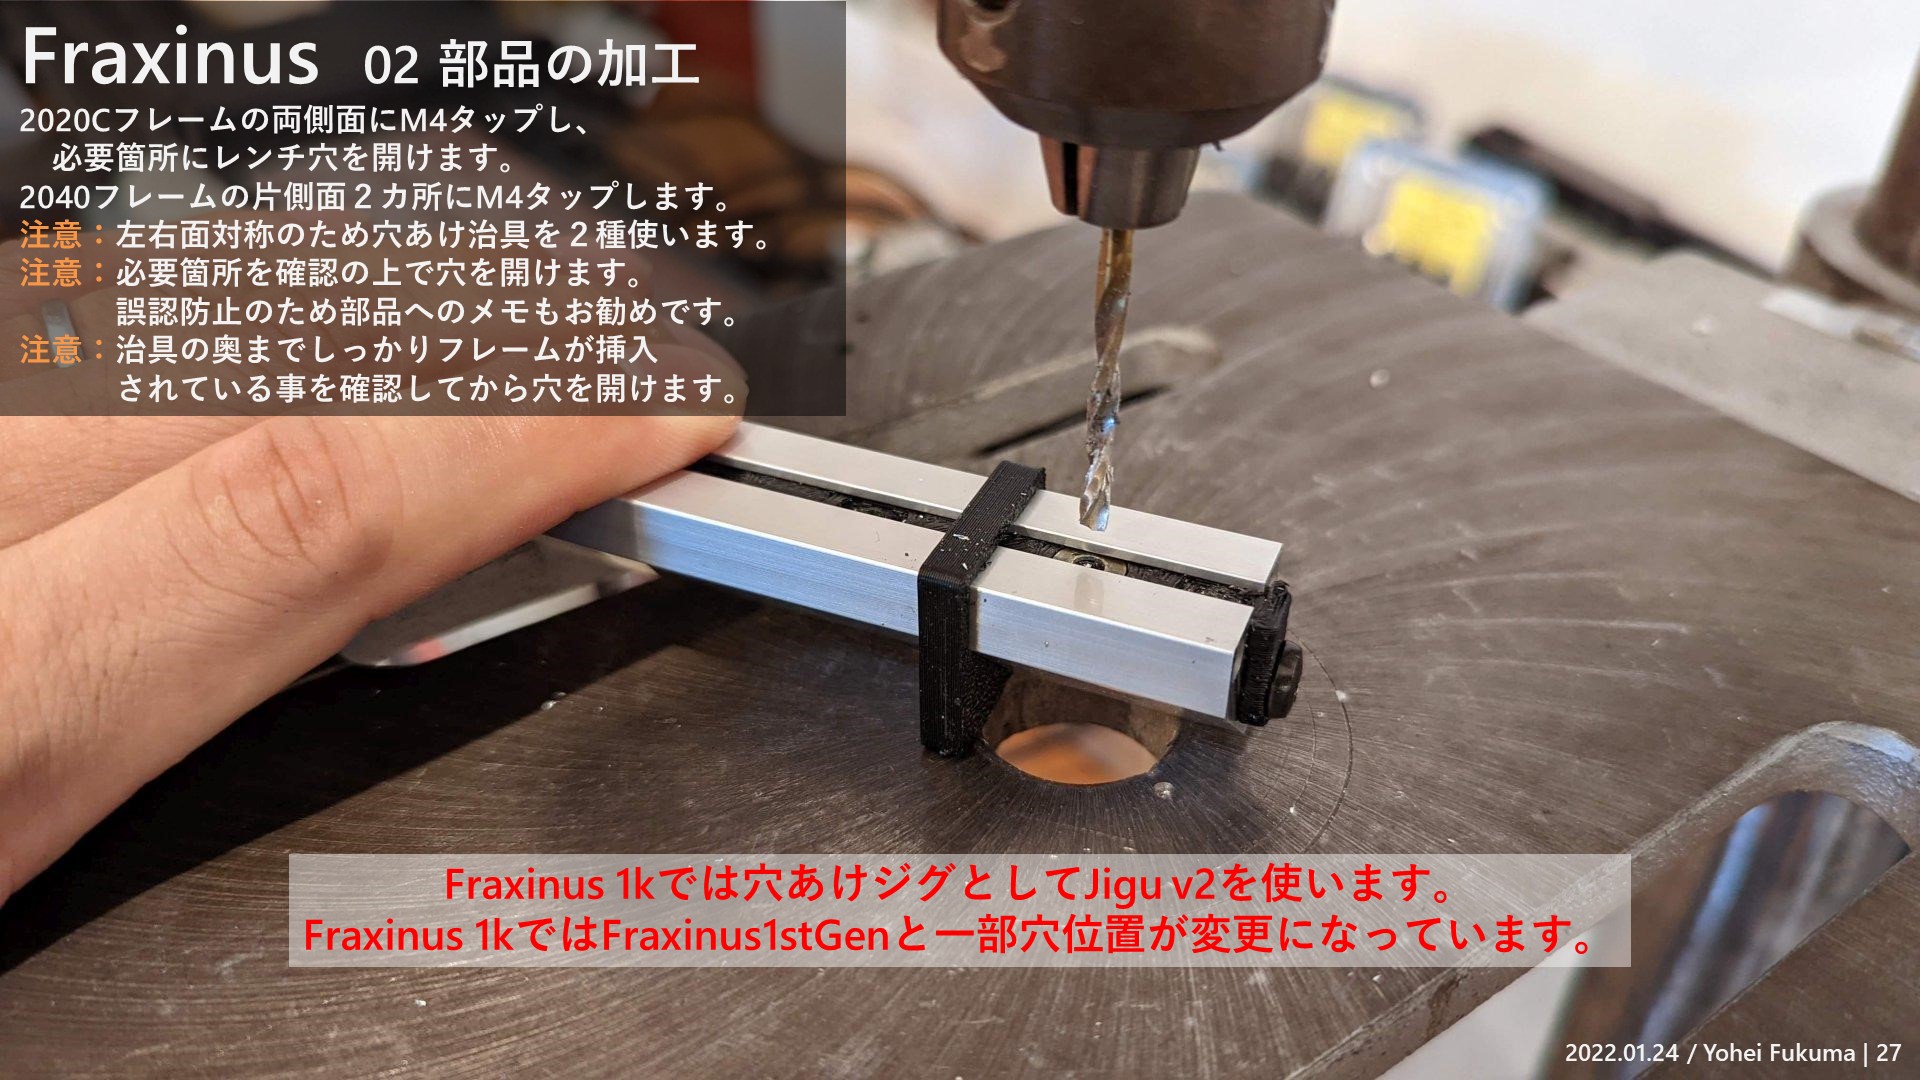 Fraxinus 02 部品の加工
2020Cフレームの両側面にM4タップし、
必要箇所にレンチ穴を開けます。
2040フレームの片側面２カ所にM4タップします。
注意：左右面対称のため穴あけ治具を２種使います。
注意：必要箇所を確認の上で穴を開けます。
誤認防止のため部品へのメモもお勧めです。
注意：治具の奥までしっかりフレームが挿入
されている事を確認してから穴を開けます。
Fraxinus 1kでは穴あけジグとしてJigu v2を使います。
Fraxinus 1kではFraxinus1stGenと一部穴位置が変更になっています。
2022.01.24 / Yohei Fukuma | 27